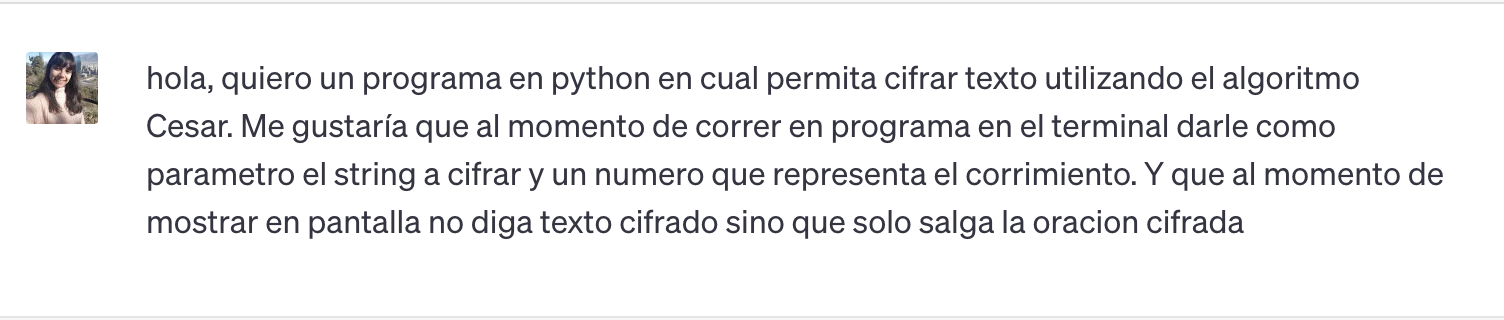 hola, quiero un programa en python en cual permita cifrar texto utilizando el algoritmo
Cesar. Me gustaría que al momento de correr en programa en el terminal darle como
parametro el string a cifrar y un numero que representa el corrimiento. Y que al momento de
mostrar en pantalla no diga texto cifrado sino que solo salga la oracion cifrada